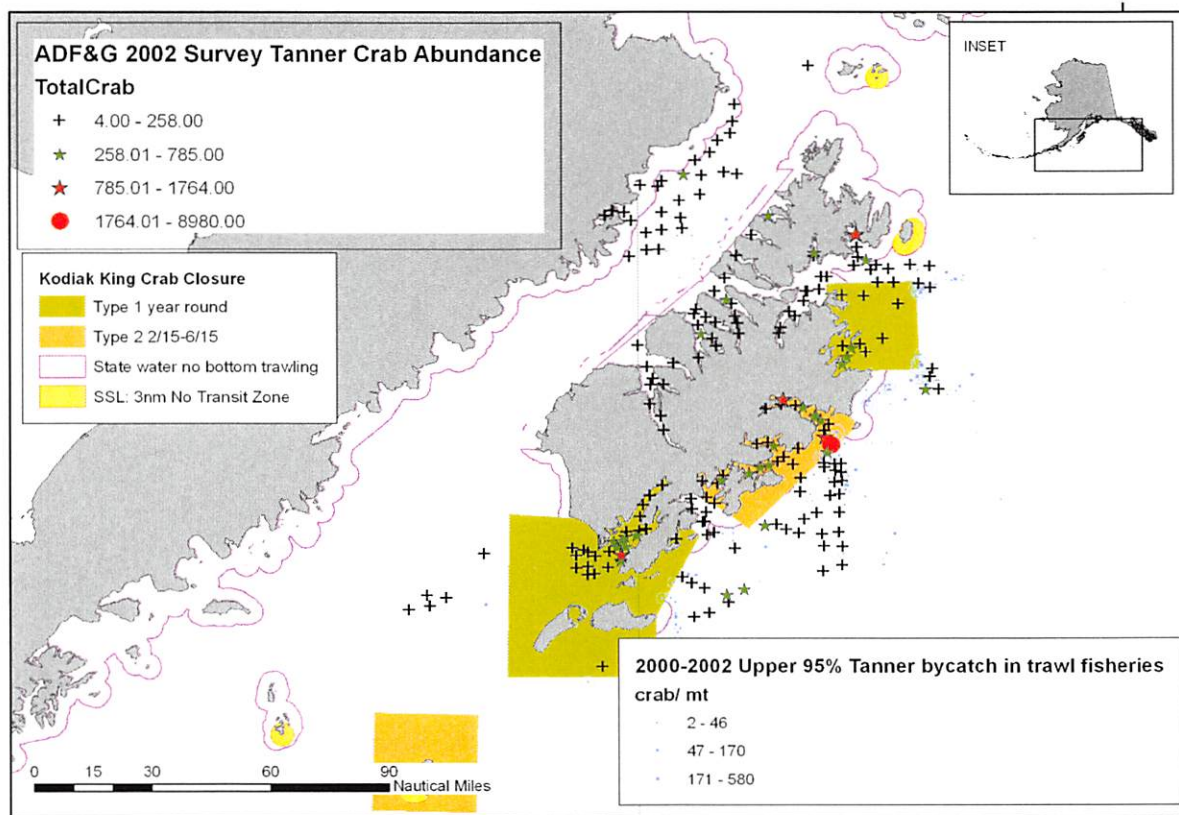 ADF&G 2002 Survey Tanner Crab Abundance
TotalCrab
4.00 - 258.00
258.01 - 785.00
785.01 - 1764.00
1764.01 - 8980.00
Kodiak King Crab Closure
Type 1 year round
Type 2 2/15-6/15
State water no bottom trawling
SSL: 3nm No Transit Zone
INSET
2000-2002 Upper 95% Tanner bycatch in trawl fisheries
crab/ mt
2 - 46
47 - 170
171 - 580
0 15 30 60 90
Nautical Miles